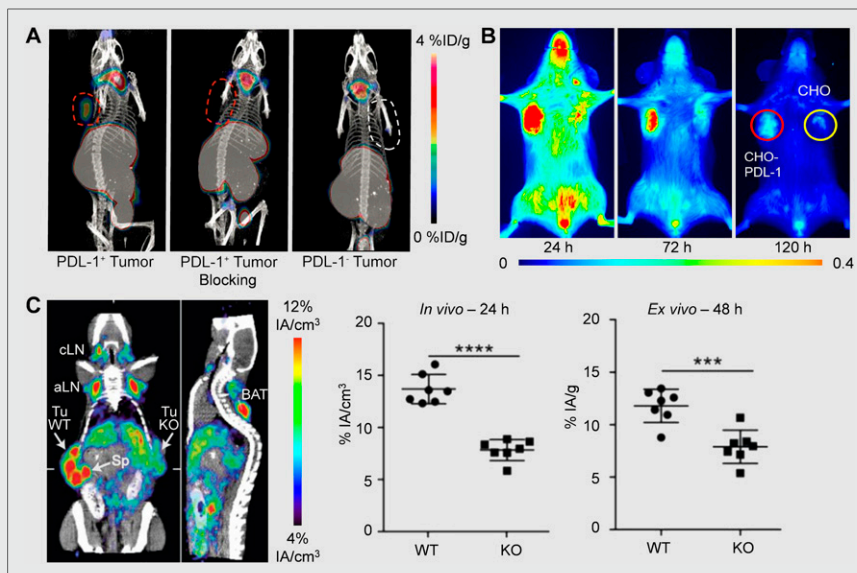 A
4 %ID/g
0 %ID/g
PDL-1⁺ Tumor
PDL-1⁺ Tumor
Blocking
PDL-1⁻ Tumor
B
CHO
CHO-
PDL-1
24 h
72 h
120 h
0
0.4
C
12%
IA/cm³
cLN
aLN
Tu
WT
Tu
KO
Sp
BAT
4%
IA/cm³
In vivo – 24 h
****
% IA/cm³
20
15
10
5
0
WT
KO
Ex vivo – 48 h
***
% IA/g
20
15
10
5
0
WT
KO